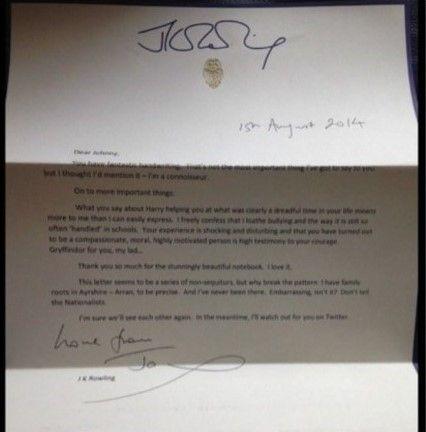 JKRowling
1st August 2014
Dear Johnny,
You have fantastic handwriting. That's not the most important thing I've got to say to you
but I thought I'd mention it – I'm a connoisseur.
On to more important things.
What you say about Harry helping you at what was clearly a dreadful time in your life means
more to me than I can easily express. I freely confess that I loathe bullying and the way it is still so
often 'handled' in schools. Your experience is shocking and disturbing and that you have turned out
to be a compassionate, moral, highly motivated person is high testimony to your courage.
Gryffindor for you, my lad...
Thank you so much for the stunningly beautiful notebook. I love it.
This letter seems to be a series of non-sequiturs, but why break the pattern: I have family
roots in Ayrshire – Arran, to be precise. And I've never been there. Embarrassing, isn't it? Don't tell
the Nationalists.
I'm sure we'll see each other again. In the meantime, I'll watch out for you on Twitter.
Love from
Jo
J K Rowling